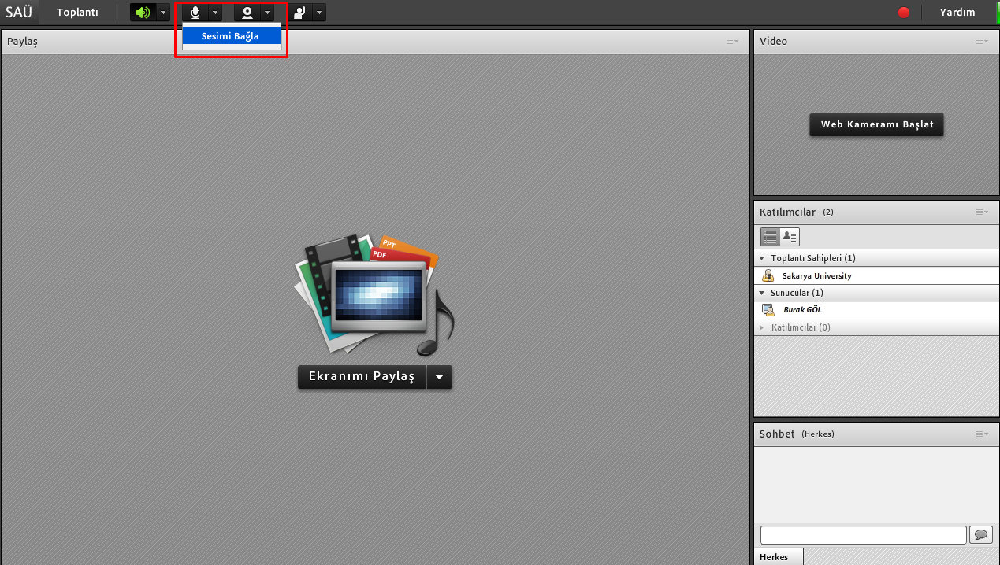 SAÜ
Toplantı
Yardım
Sesimi Bağla
Paylaş
Video
Web Kameramı Başlat
Katılımcılar (2)
Toplantı Sahipleri (1)
Sakarya University
Sunucular (1)
Burak GÖL
Katılımcılar (0)
PPT
PDF
Ekranımı Paylaş
Sohbet (Herkes)
Herkes